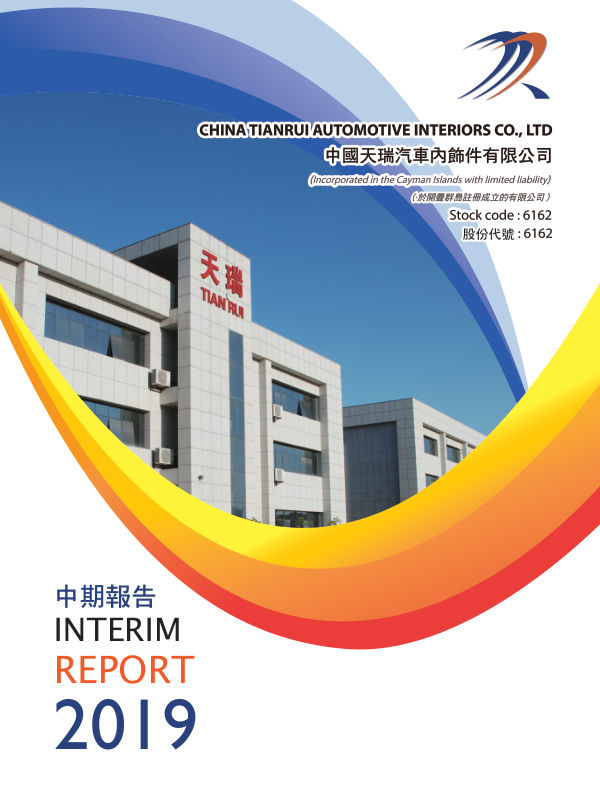 CHINA TIANRUI AUTOMOTIVE INTERIORS CO., LTD
中國天瑞汽車內飾件有限公司
(Incorporated in the Cayman Islands with limited liability)
(於開曼群島註冊成立的有限公司)
Stock code : 6162
股份代號 : 6162
天瑞
TIAN RUI
中期報告
INTERIM
REPORT
2019